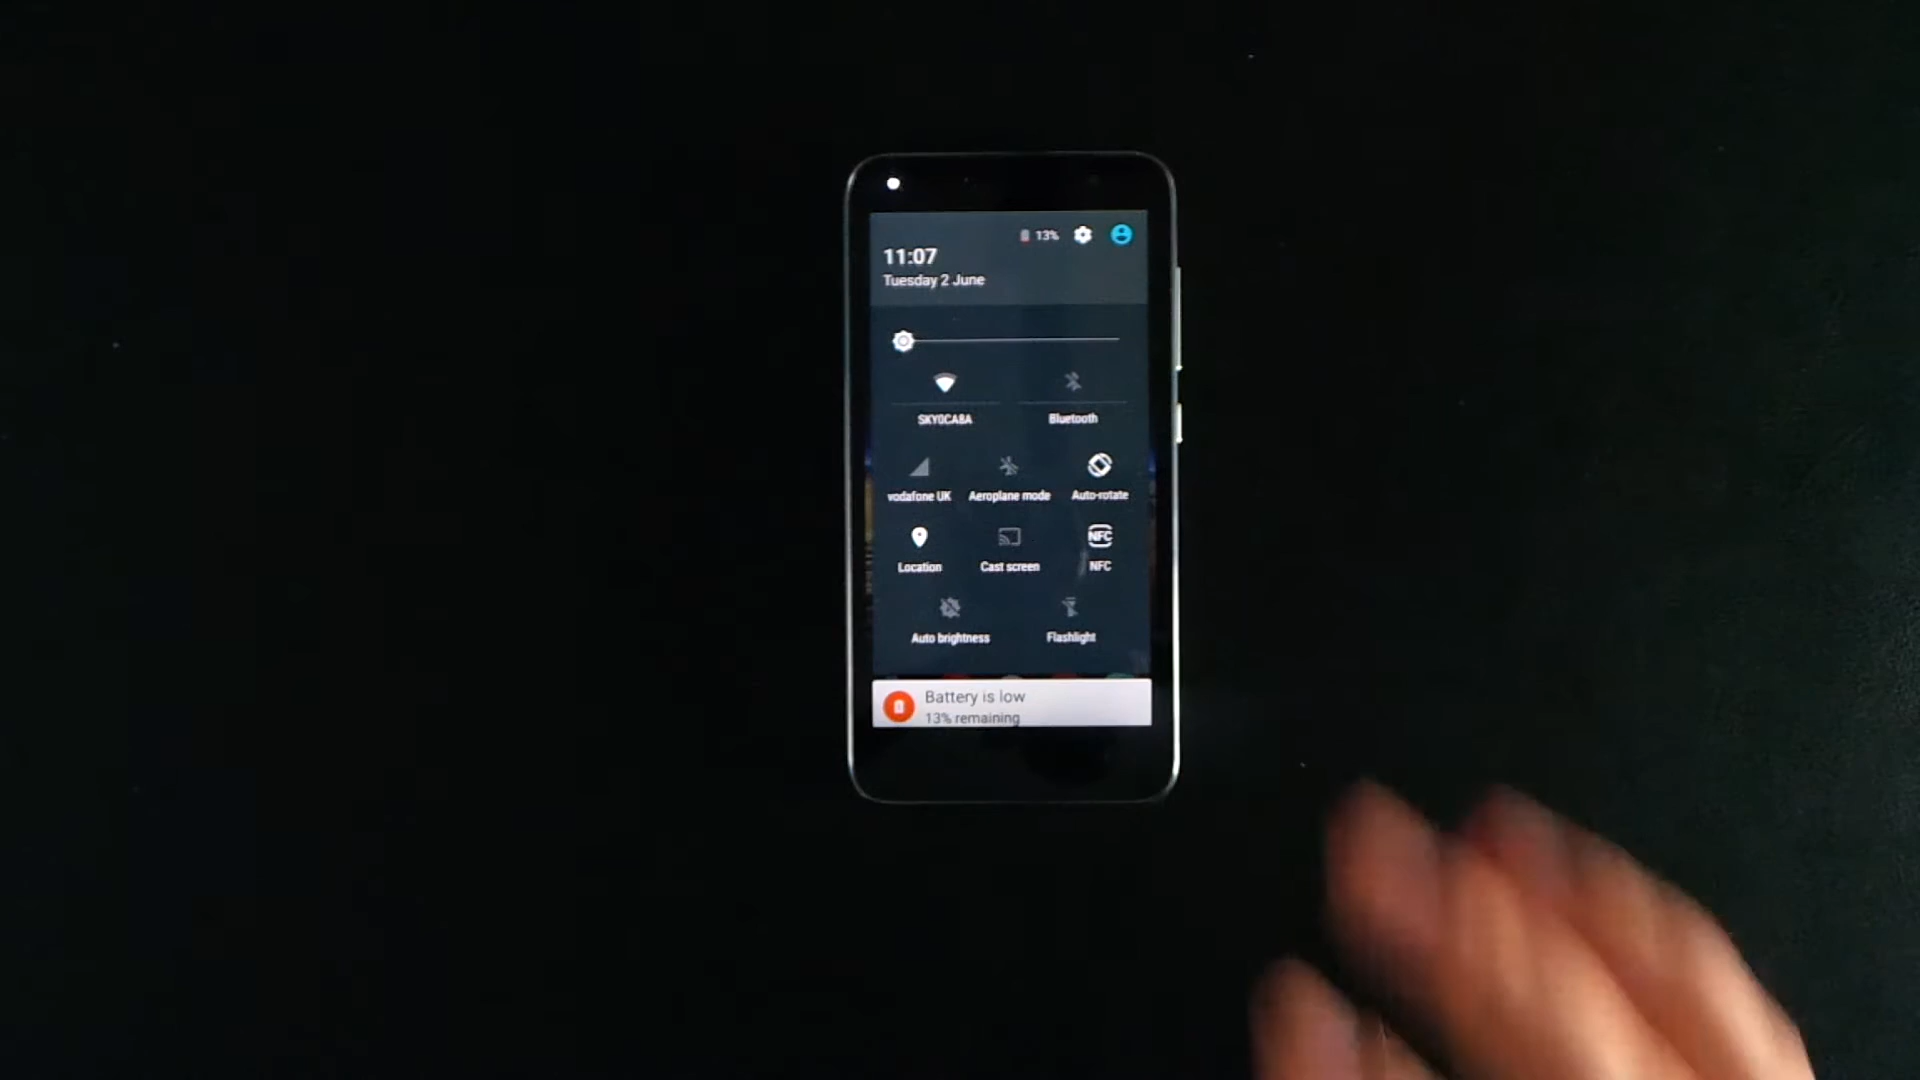 13%
11:07
Tuesday 2 June
SKY0CA8A
Bluetooth
vodafone UK
Aeroplane mode
Auto-rotate
NFC
Location
Cast screen
NFC
Auto brightness
Flashlight
Battery is low
13% remaining